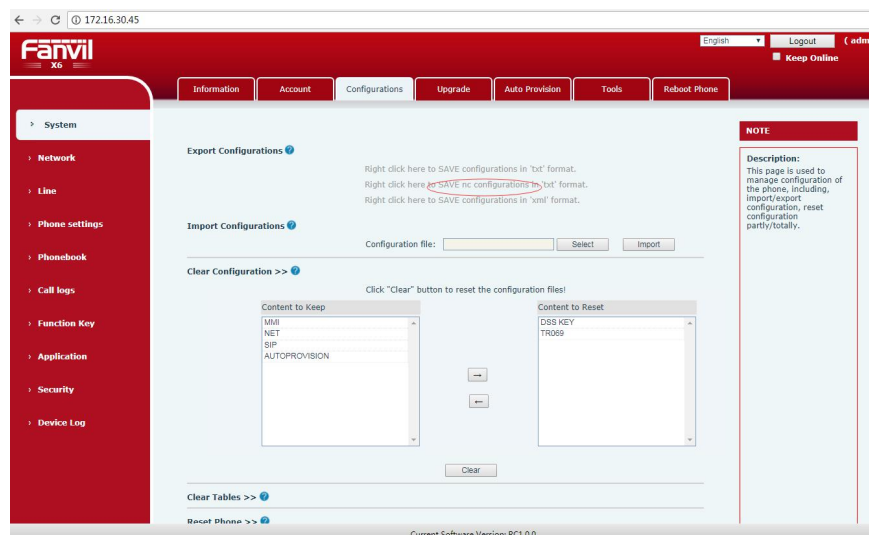 172.16.30.45
Fanvil
X6
English
Logout
( adm
Keep Online
Information
Account
Configurations
Upgrade
Auto Provision
Tools
Reboot Phone
› System
› Network
› Line
› Phone settings
› Phonebook
› Call logs
› Function Key
› Application
› Security
› Device Log
Export Configurations
Right click here to SAVE configurations in 'txt' format.
Right click here to SAVE nc configurations in 'txt' format.
Right click here to SAVE configurations in 'xml' format.
Import Configurations
Configuration file:
Select
Import
Clear Configuration >>
Click "Clear" button to reset the configuration files!
Content to Keep
MMI
NET
SIP
AUTOPROVISION
→
←
Content to Reset
DSS KEY
TR069
Clear
Clear Tables >>
Reset Phone >>
NOTE
Description:
This page is used to
manage configuration of
the phone, including,
import/export
configuration, reset
configuration
partly/totally.
Current Software Version: RC1.0.0